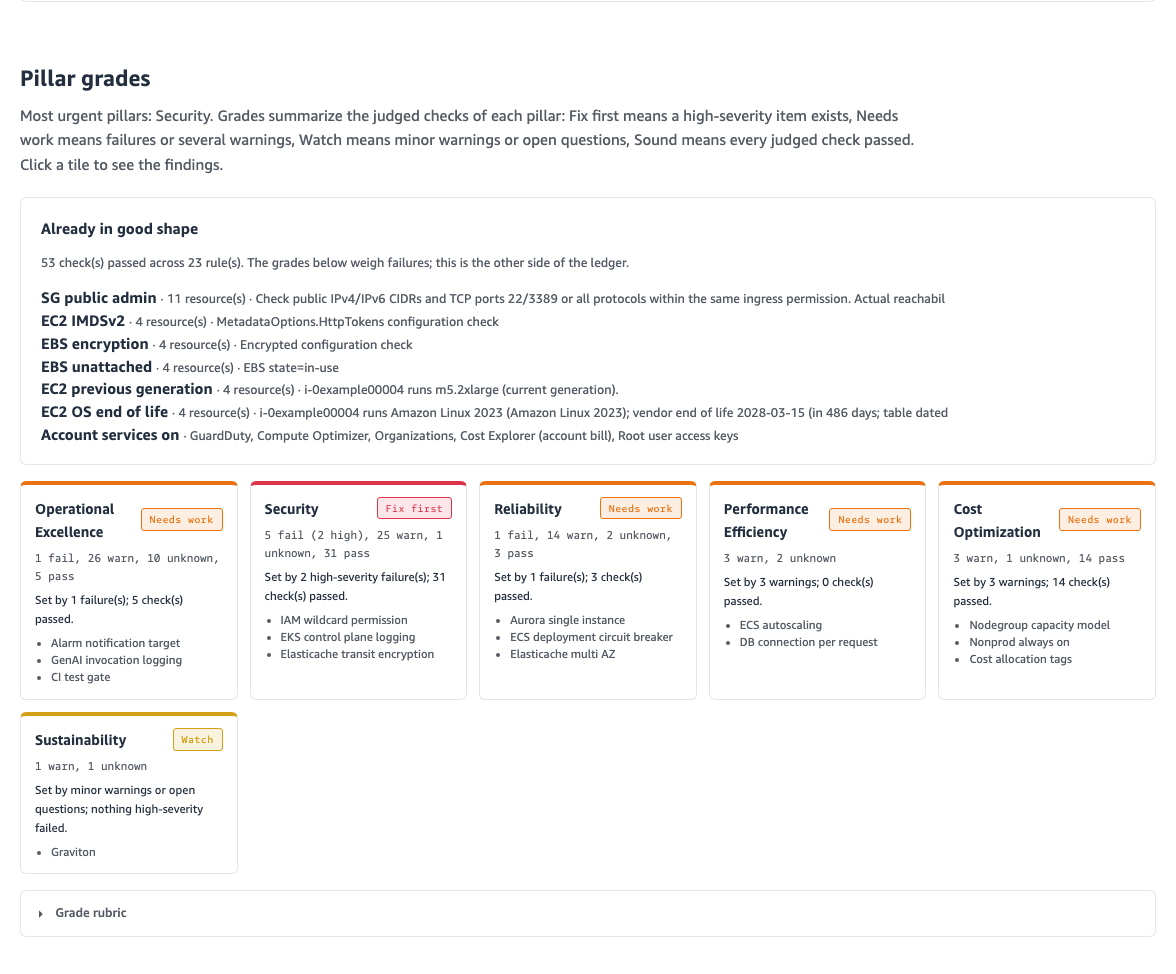 Pillar grades
Most urgent pillars: Security. Grades summarize the judged checks of each pillar: Fix first means a high-severity item exists, Needs
work means failures or several warnings, Watch means minor warnings or open questions, Sound means every judged check passed.
Click a tile to see the findings.
Already in good shape
53 check(s) passed across 23 rule(s). The grades below weigh failures; this is the other side of the ledger.
SG public admin · 11 resource(s) · Check public IPv4/IPv6 CIDRs and TCP ports 22/3389 or all protocols within the same ingress permission. Actual reachabil
EC2 IMDSv2 · 4 resource(s) · MetadataOptions.HttpTokens configuration check
EBS encryption · 4 resource(s) · Encrypted configuration check
EBS unattached · 4 resource(s) · EBS state=in-use
EC2 previous generation · 4 resource(s) · i-0example00004 runs m5.2xlarge (current generation).
EC2 OS end of life · 4 resource(s) · i-0example00004 runs Amazon Linux 2023 (Amazon Linux 2023); vendor end of life 2028-03-15 (in 486 days; table dated
Account services on · GuardDuty, Compute Optimizer, Organizations, Cost Explorer (account bill), Root user access keys
Operational
Excellence
Needs work
1 fail, 26 warn, 10 unknown,
5 pass
Set by 1 failure(s); 5 check(s)
passed.
• Alarm notification target
• GenAI invocation logging
• CI test gate
Security
Fix first
5 fail (2 high), 25 warn, 1
unknown, 31 pass
Set by 2 high-severity failure(s); 31
check(s) passed.
• IAM wildcard permission
• EKS control plane logging
• Elasticache transit encryption
Reliability
Needs work
1 fail, 14 warn, 2 unknown,
3 pass
Set by 1 failure(s); 3 check(s)
passed.
• Aurora single instance
• ECS deployment circuit breaker
• Elasticache multi AZ
Performance
Efficiency
Needs work
3 warn, 2 unknown
Set by 3 warnings; 0 check(s)
passed.
• ECS autoscaling
• DB connection per request
Cost
Optimization
Needs work
3 warn, 1 unknown, 14 pass
Set by 3 warnings; 14 check(s)
passed.
• Nodegroup capacity model
• Nonprod always on
• Cost allocation tags
Sustainability
Watch
1 warn, 1 unknown
Set by minor warnings or open
questions; nothing high-severity
failed.
• Graviton
Grade rubric